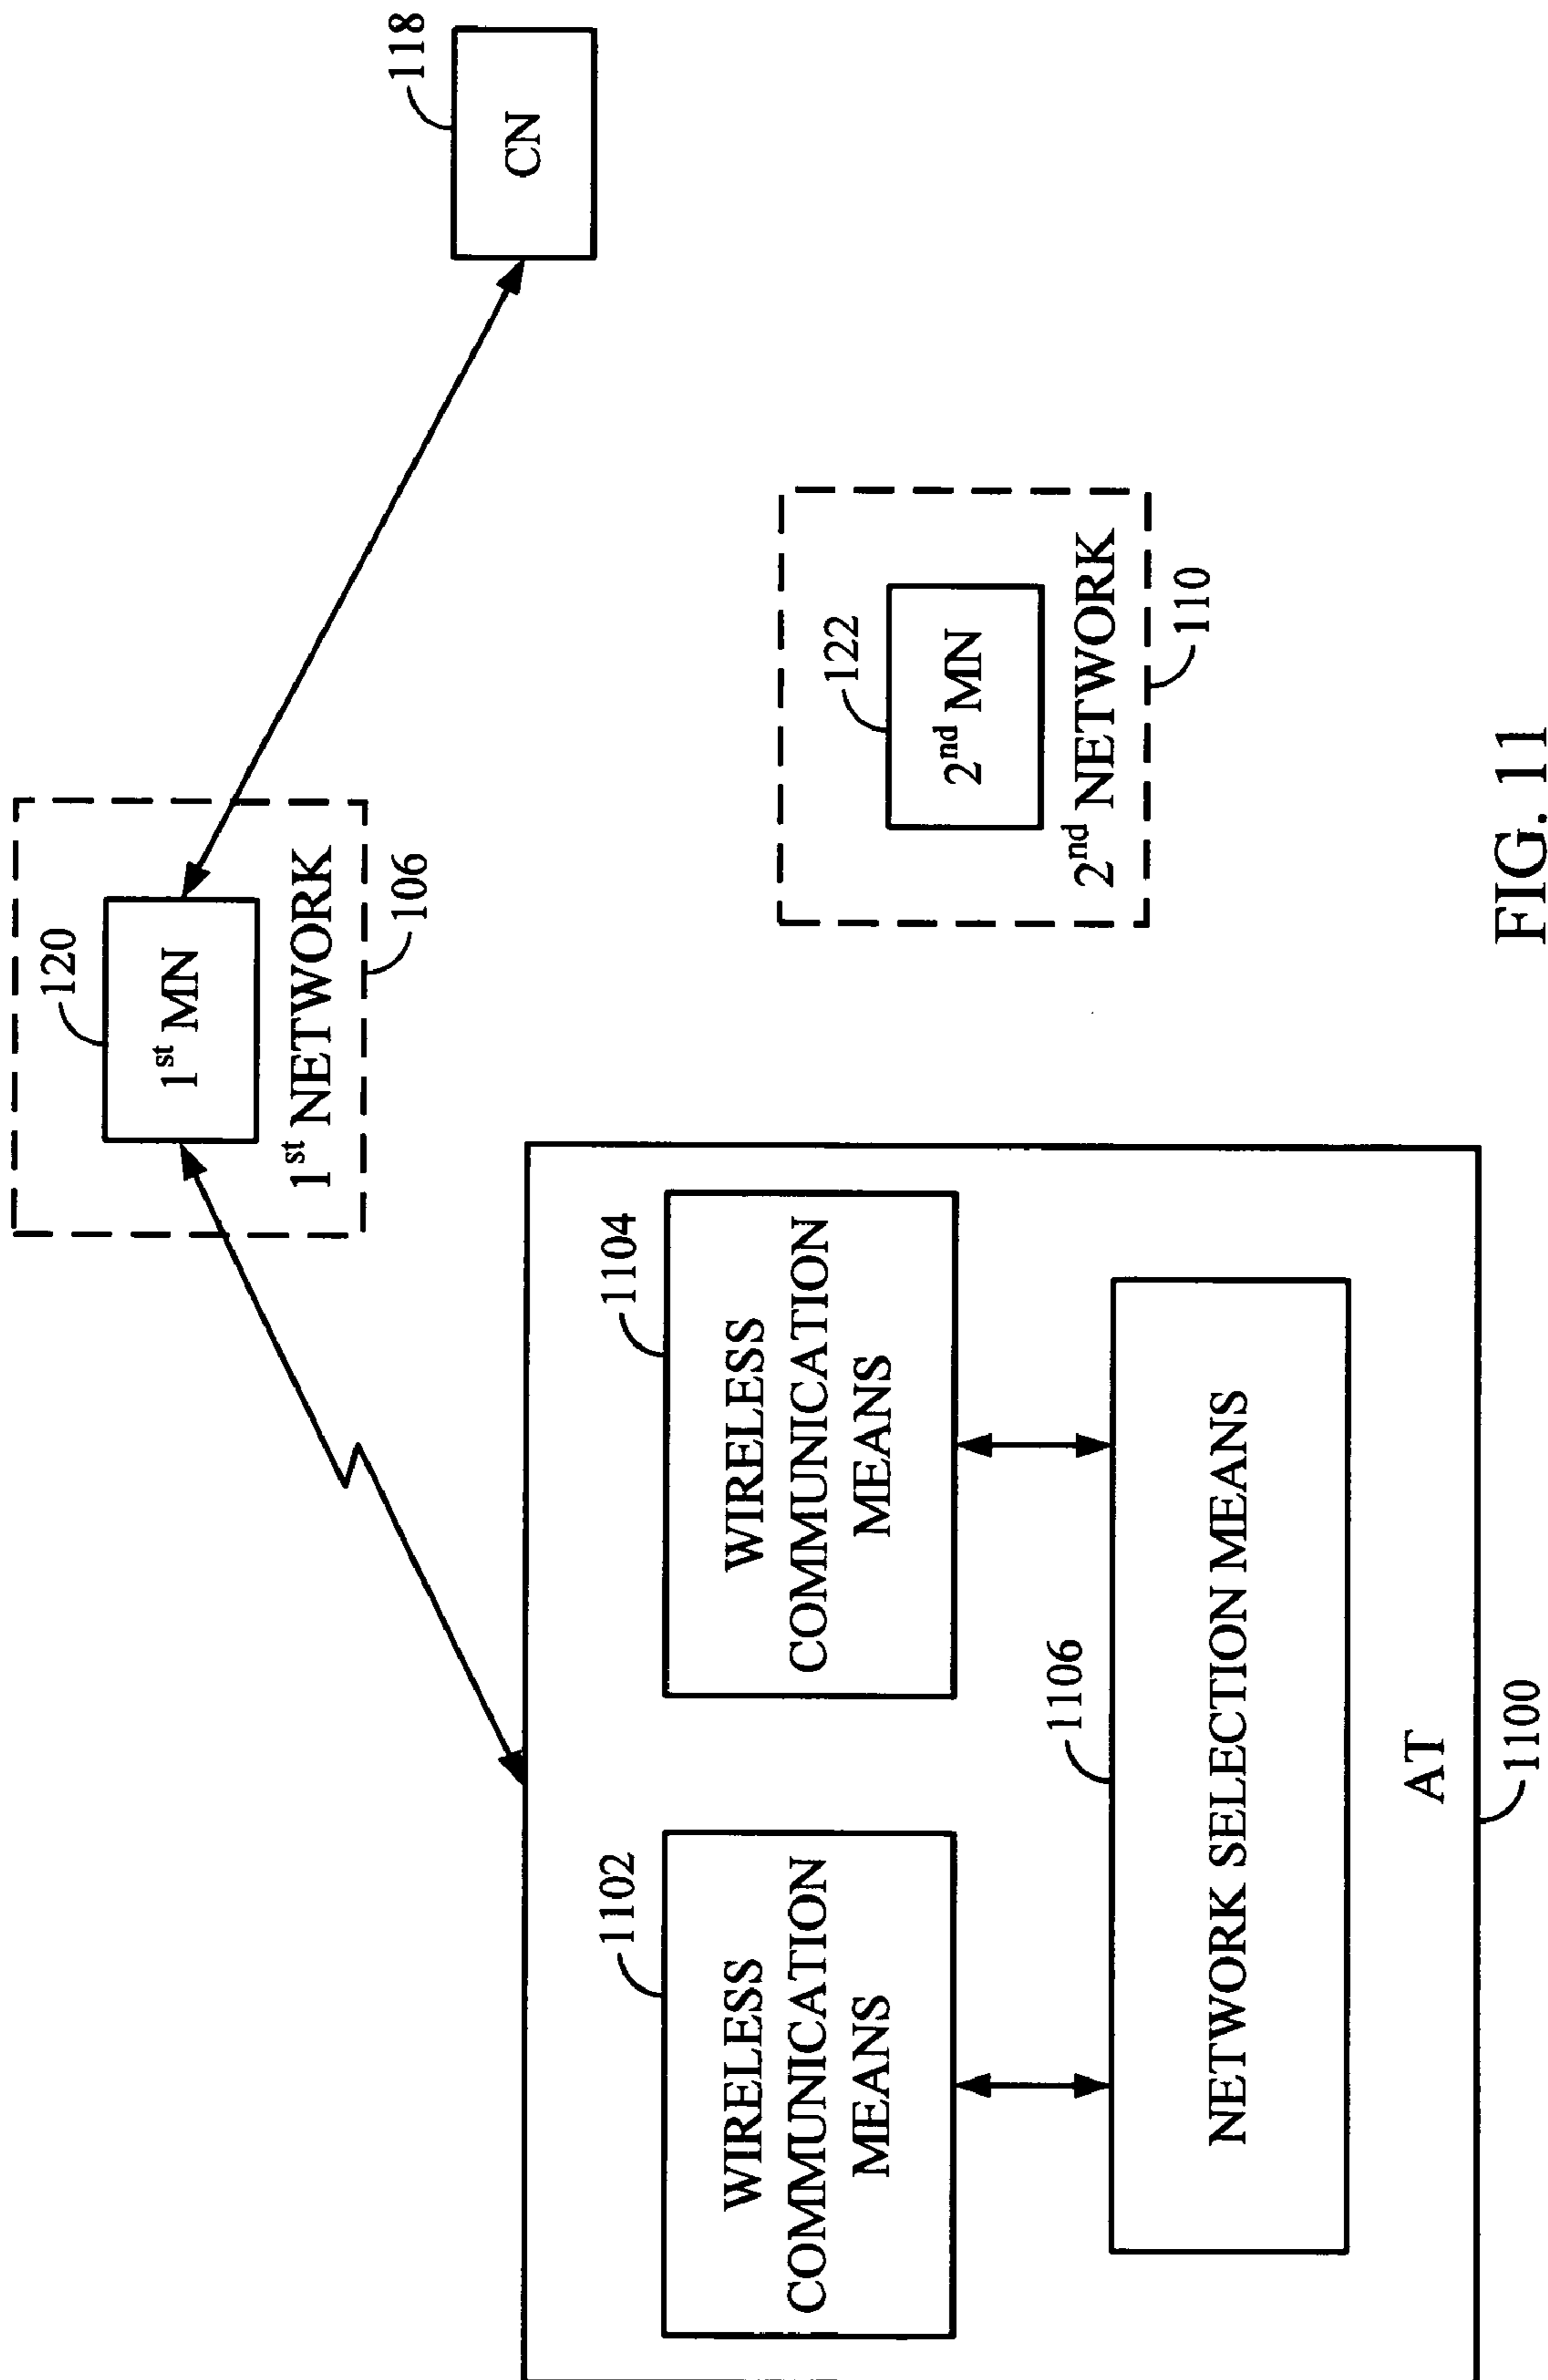 120
1st MN
1st NETWORK
106
118
CN
1102
WIRELESS
COMMUNICATION
MEANS
1104
WIRELESS
COMMUNICATION
MEANS
1106
NETWORK SELECTION MEANS
AT
1100
122
2nd MN
2nd NETWORK
110
FIG. 11